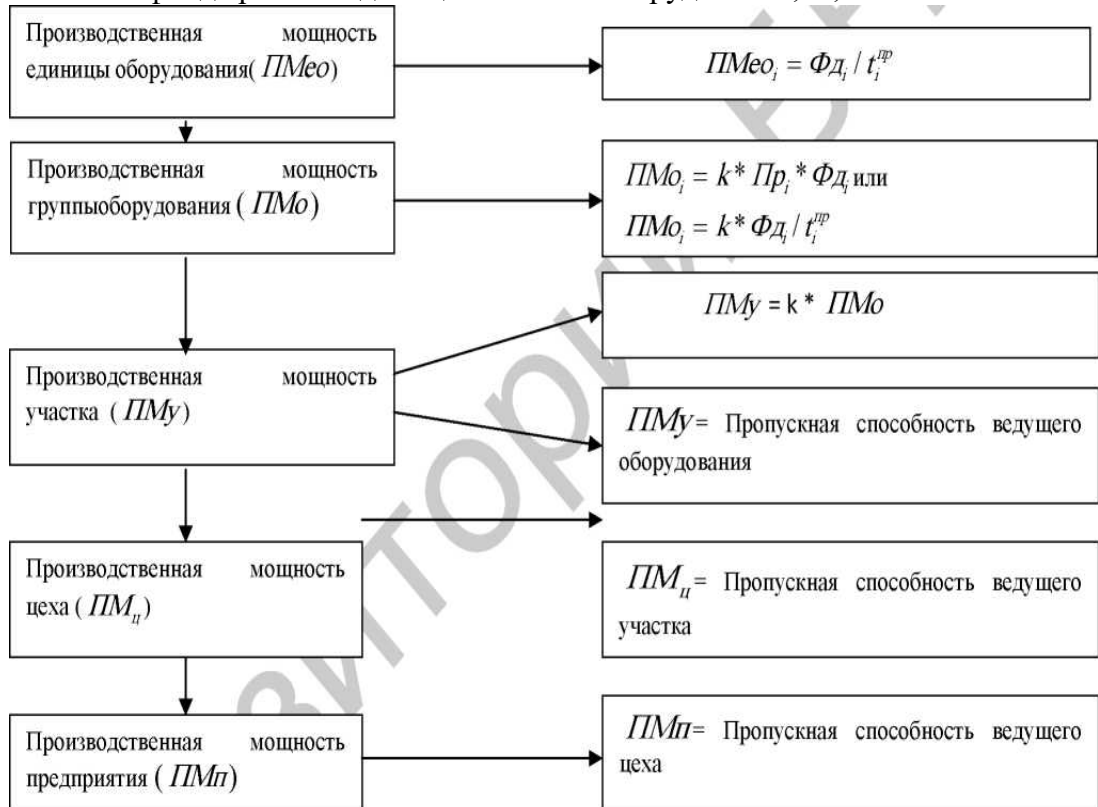 Производственная мощность
единицы оборудования( ПМео)
ПМеоᵢ = Фдᵢ / tᵢⁿᵖ
Производственная мощность
группыоборудования ( ПМо)
ПМоᵢ = k* Прᵢ * Фдᵢ или
ПМоᵢ = k* Фдᵢ / tᵢⁿᵖ
ПМу = k * ПМо
Производственная мощность
участка ( ПМу)
ПМу= Пропускная способность ведущего
оборудования
Производственная мощность
цеха ( ПМц)
ПМц= Пропускная способность ведущего
участка
Производственная мощность
предприятия ( ПМп)
ПМп= Пропускная способность ведущего
цеха